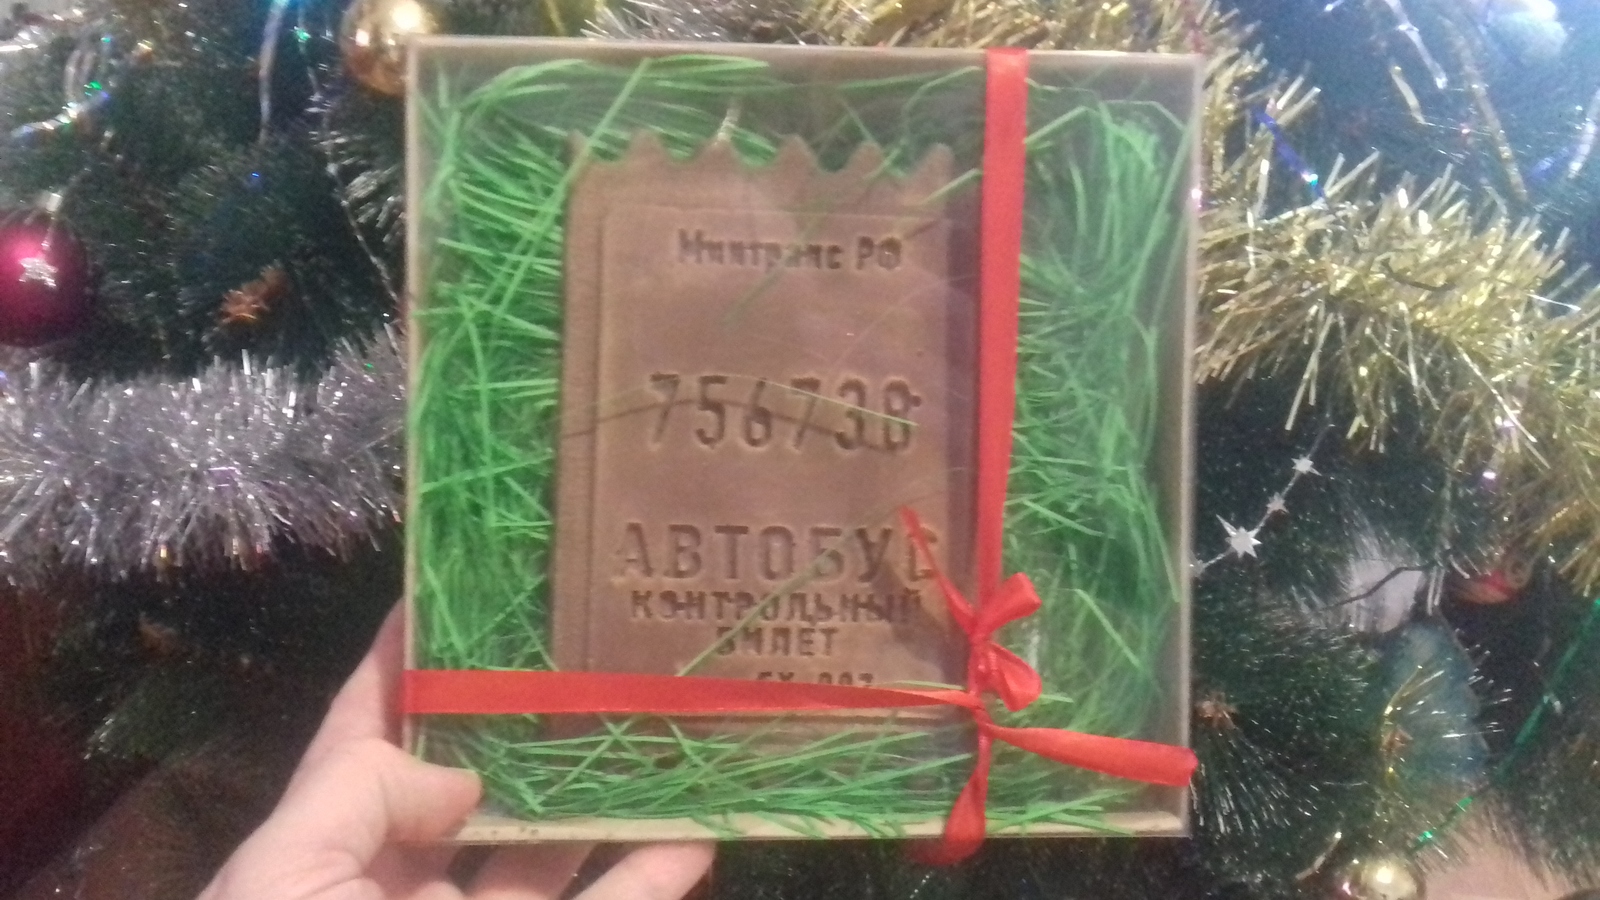 Минтранс РФ
756738
АВТОБУС
КОНТРОЛЬНЫЙ
БИЛЕТ